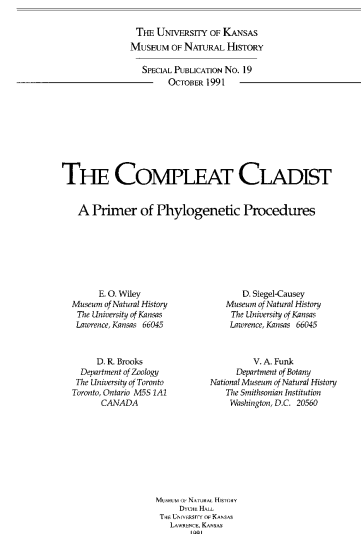 THE UNIVERSITY OF KANSAS
MUSEUM OF NATURAL HISTORY
SPECIAL PUBLICATION NO. 19
OCTOBER 1991
THE COMPLEAT CLADIST
A Primer of Phylogenetic Procedures
E. O. Wiley
Museum of Natural History
The University of Kansas
Lawrence, Kansas 66045
D. Siegel-Causey
Museum of Natural History
The University of Kansas
Lawrence, Kansas 66045
D. R. Brooks
Department of Zoology
The University of Toronto
Toronto, Ontario M5S 1A1
CANADA
V. A. Funk
Department of Botany
National Museum of Natural History
The Smithsonian Institution
Washington, D.C. 20560
MUSEUM OF NATURAL HISTORY
DYCHE HALL
THE UNIVERSITY OF KANSAS
LAWRENCE, KANSAS
1991